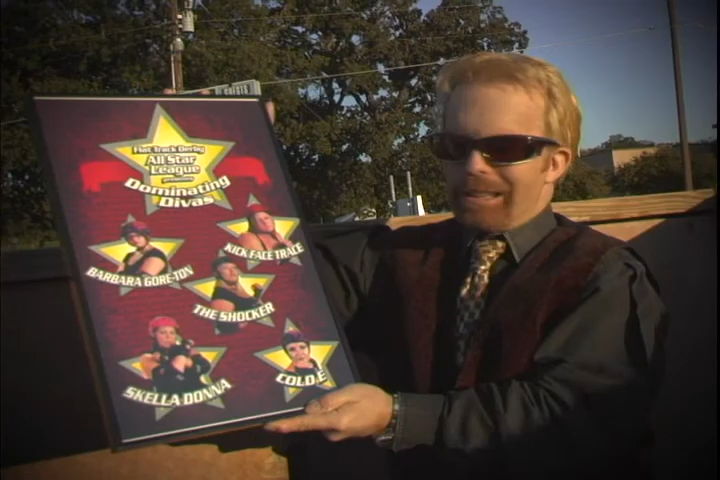 Flat Track Derby
All Star
League
Dominating
Divas
KICK FACE TRACE
BARBARA GORE-TON
THE SHOCKER
SKELLA DONNA
COLD.E